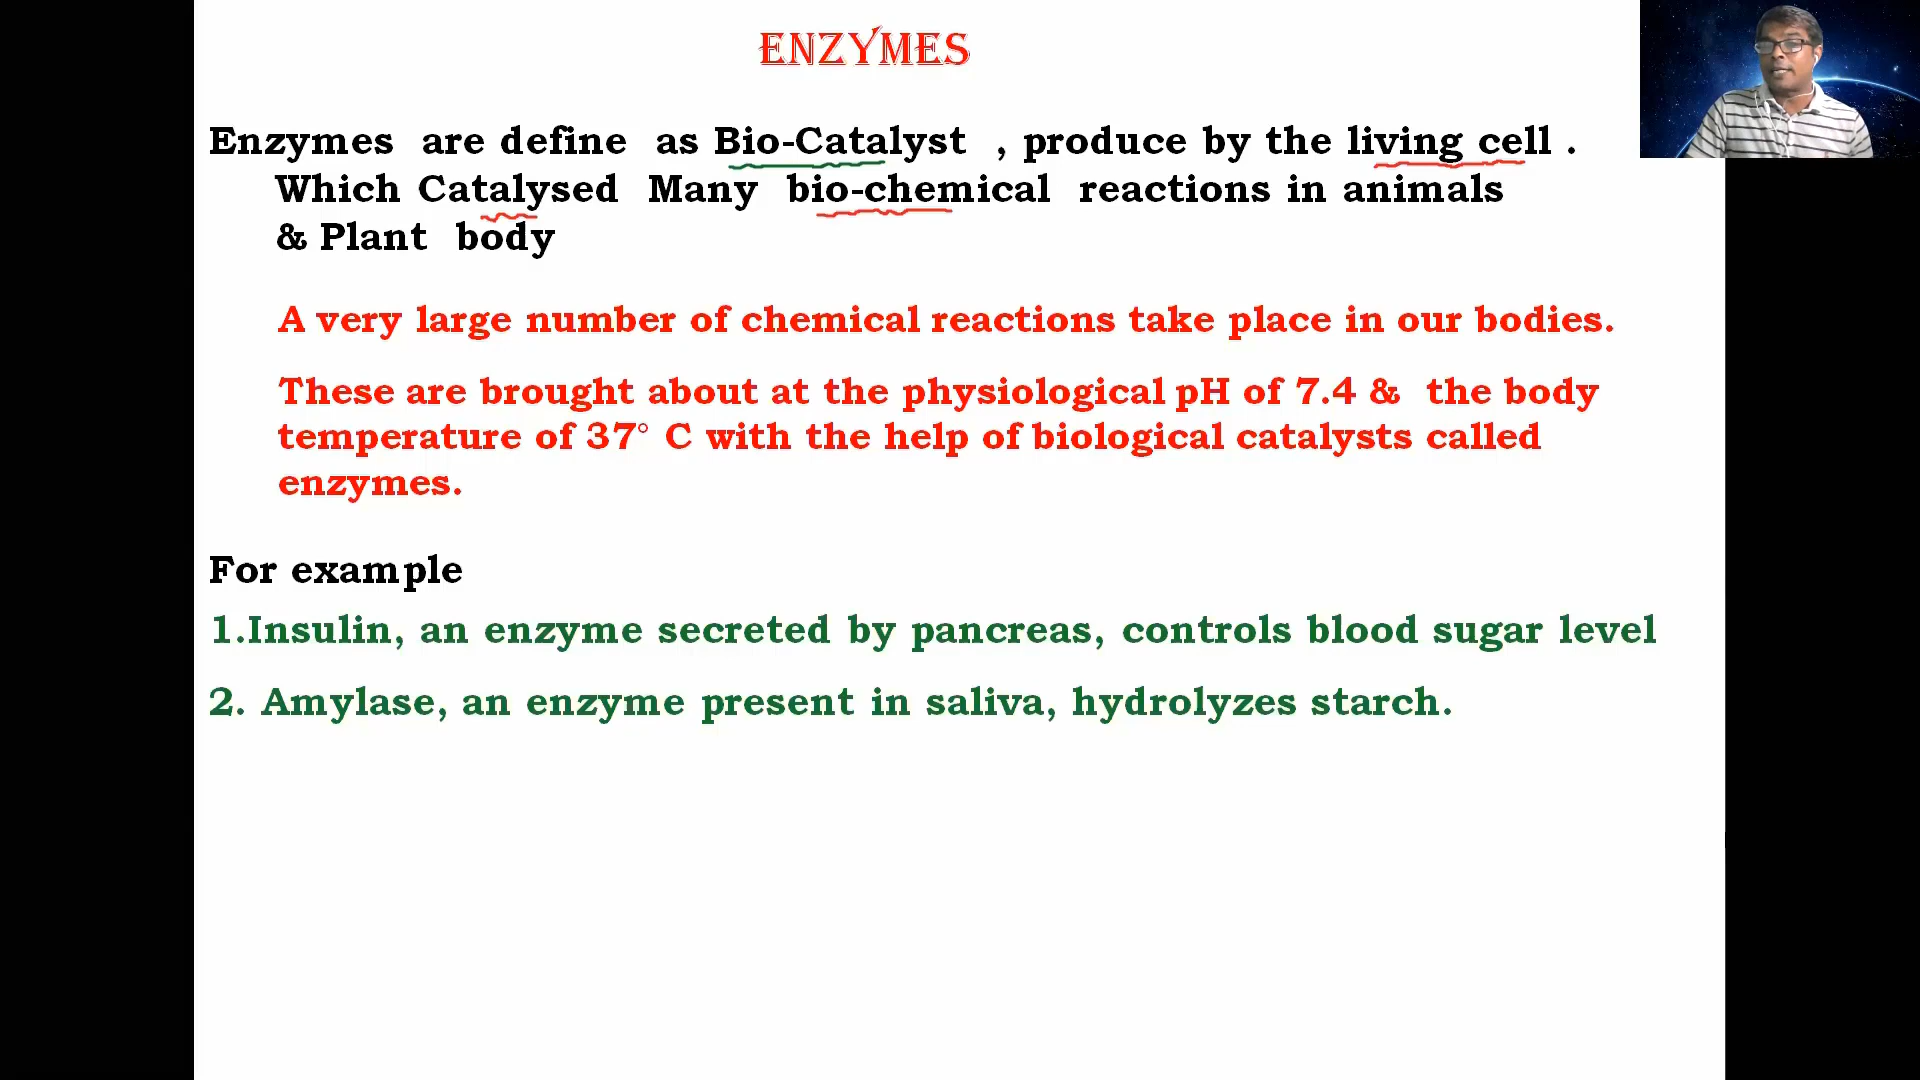 ENZYMES
Enzymes are define as Bio-Catalyst , produce by the living cell .
Which Catalysed Many bio-chemical reactions in animals
& Plant body
A very large number of chemical reactions take place in our bodies.
These are brought about at the physiological pH of 7.4 & the body
temperature of 37° C with the help of biological catalysts called
enzymes.
For example
1.Insulin, an enzyme secreted by pancreas, controls blood sugar level
2. Amylase, an enzyme present in saliva, hydrolyzes starch.